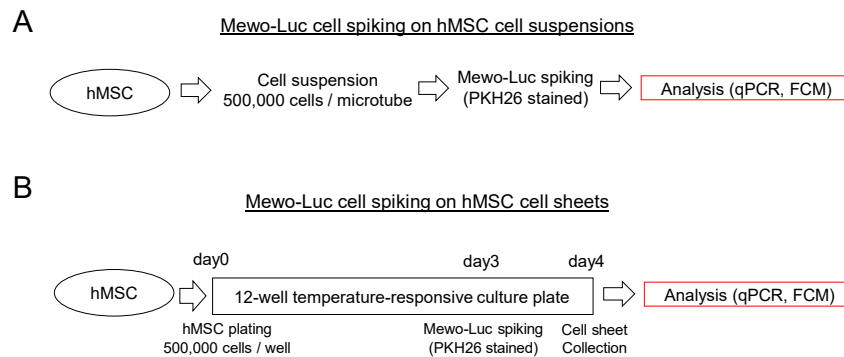 A
Mewo-Luc cell spiking on hMSC cell suspensions
hMSC
Cell suspension
500,000 cells / microtube
Mewo-Luc spiking
(PKH26 stained)
Analysis (qPCR, FCM)
B
Mewo-Luc cell spiking on hMSC cell sheets
day0
day3
day4
hMSC
12-well temperature-responsive culture plate
Analysis (qPCR, FCM)
hMSC plating
500,000 cells / well
Mewo-Luc spiking
(PKH26 stained)
Cell sheet
Collection